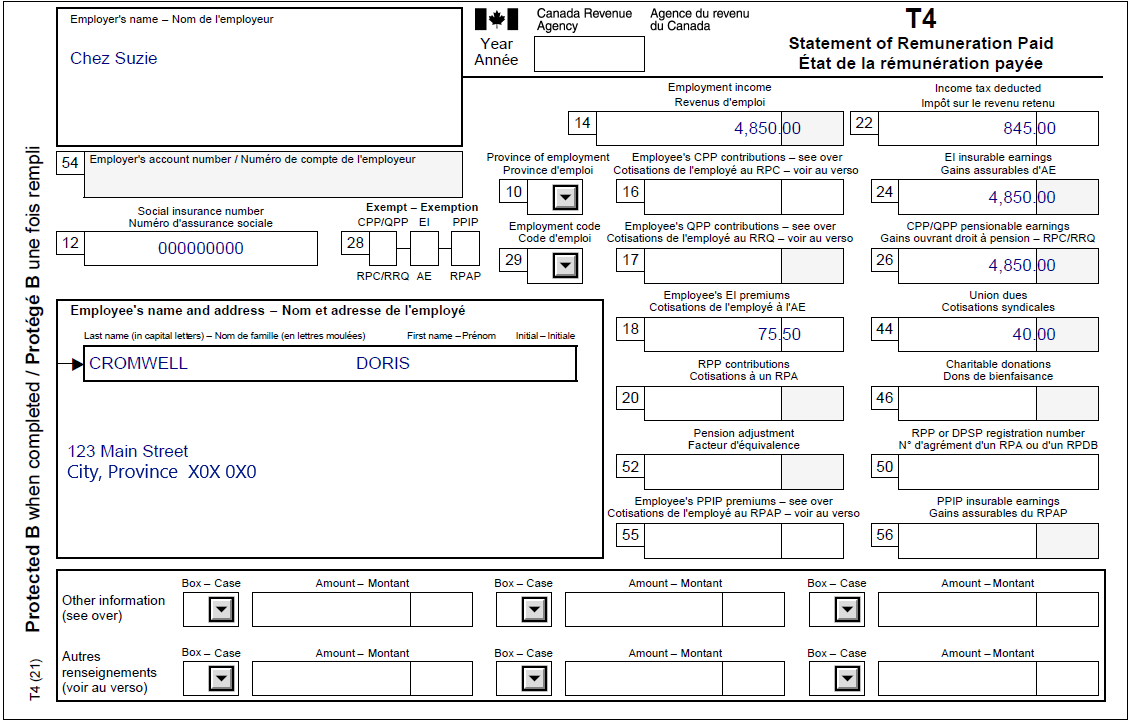 Employer's name – Nom de l'employeur
Chez Suzie
Canada Revenue Agency
Agence du revenu du Canada
Year
Année
T4
Statement of Remuneration Paid
État de la rémunération payée
Employment income
Revenus d'emploi
14 4,850.00
Income tax deducted
Impôt sur le revenu retenu
22 845.00
54 Employer's account number / Numéro de compte de l'employeur
Province of employment
Province d'emploi
10
Employee's CPP contributions – see over
Cotisations de l'employé au RPC – voir au verso
16
EI insurable earnings
Gains assurables d'AE
24 4,850.00
Social insurance number
Numéro d'assurance sociale
12 000000000
Exempt – Exemption
CPP/QPP EI PPIP
28
RPC/RRQ AE RPAP
Employment code
Code d'emploi
29
Employee's QPP contributions – see over
Cotisations de l'employé au RRQ – voir au verso
17
CPP/QPP pensionable earnings
Gains ouvrant droit à pension – RPC/RRQ
26 4,850.00
Employee's name and address – Nom et adresse de l'employé
Last name (in capital letters) – Nom de famille (en lettres moulées) First name – Prénom Initial – Initiale
CROMWELL DORIS
123 Main Street
City, Province X0X 0X0
Employee's EI premiums
Cotisations de l'employé à l'AE
18 75.50
Union dues
Cotisations syndicales
44 40.00
RPP contributions
Cotisations à un RPA
20
Charitable donations
Dons de bienfaisance
46
Pension adjustment
Facteur d'équivalence
52
RPP or DPSP registration number
N° d'agrément d'un RPA ou d'un RPDB
50
Employee's PPIP premiums – see over
Cotisations de l'employé au RPAP – voir au verso
55
PPIP insurable earnings
Gains assurables du RPAP
56
Box – Case Amount – Montant Box – Case Amount – Montant Box – Case Amount – Montant
Other information
(see over)
Box – Case Amount – Montant Box – Case Amount – Montant Box – Case Amount – Montant
Autres
renseignements
(voir au verso)
Protected B when completed / Protégé B une fois rempli
T4 (21)